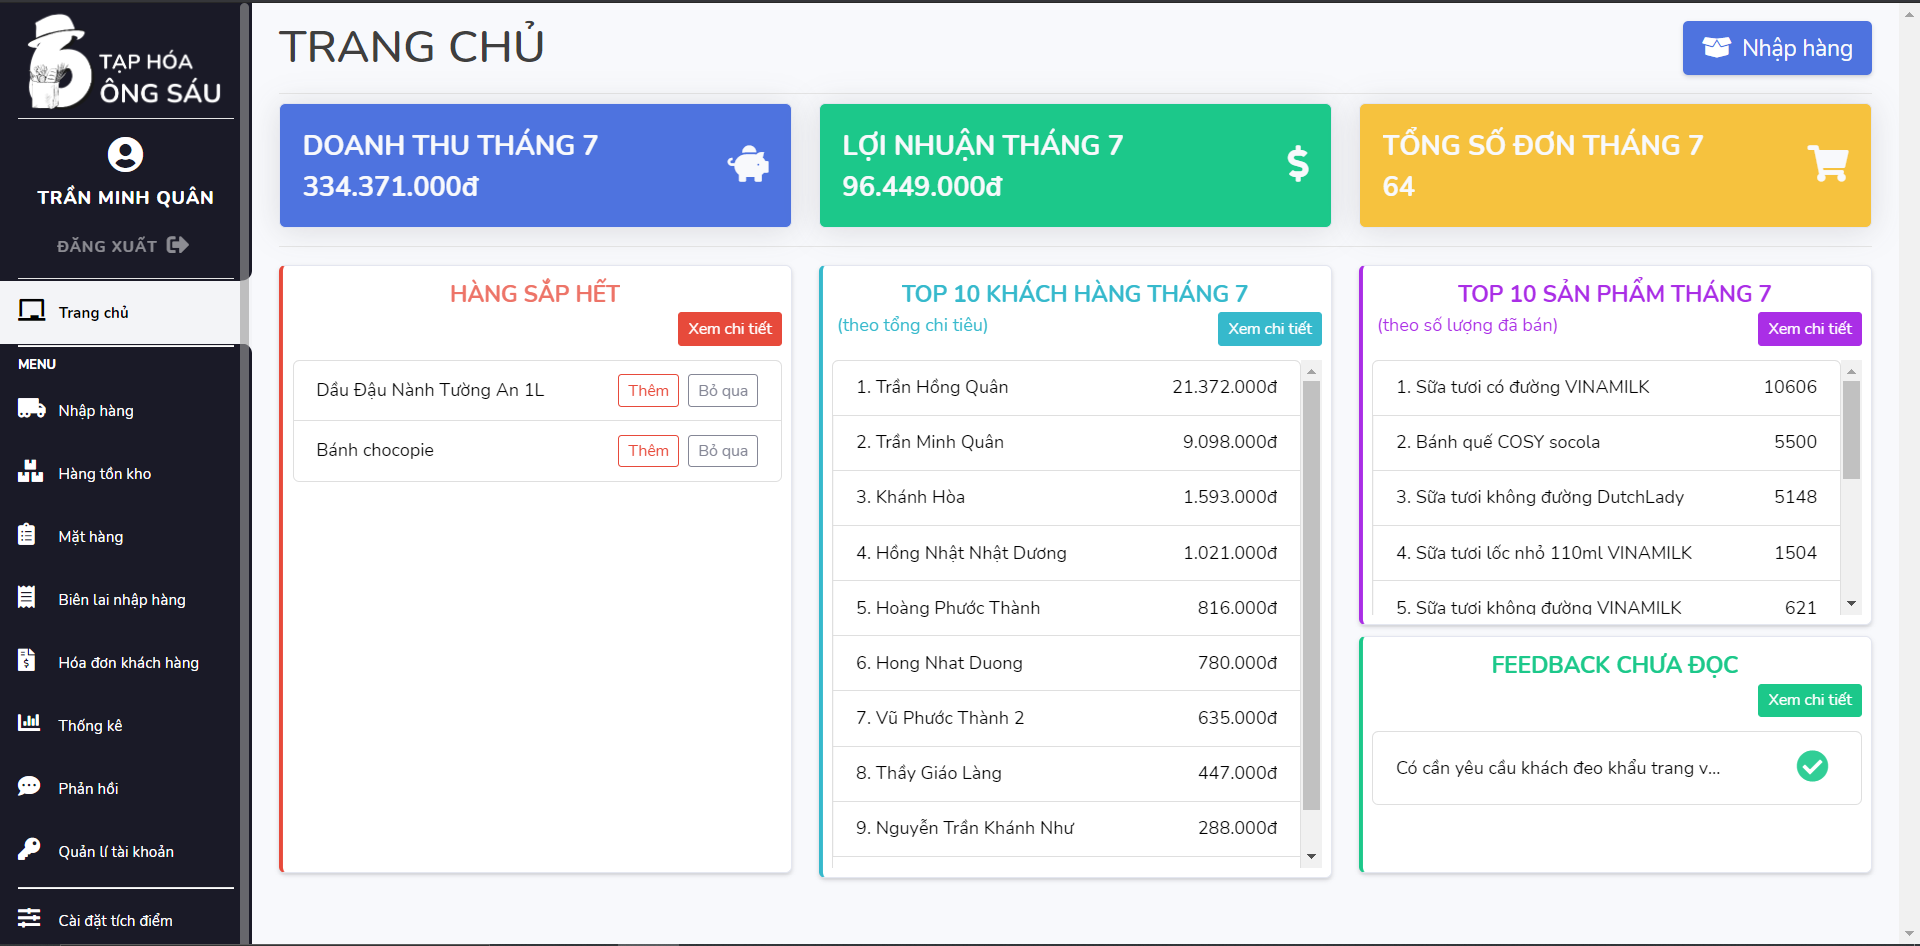 TẠP HÓA
ÔNG SÁU
TRẦN MINH QUÂN
ĐĂNG XUẤT
Trang chủ
MENU
Nhập hàng
Hàng tồn kho
Mặt hàng
Biên lai nhập hàng
Hóa đơn khách hàng
Thống kê
Phản hồi
Quản lí tài khoản
Cài đặt tích điểm
TRANG CHỦ
Nhập hàng
DOANH THU THÁNG 7
334.371.000đ
LỢI NHUẬN THÁNG 7
96.449.000đ
TỔNG SỐ ĐƠN THÁNG 7
64
HÀNG SẮP HẾT
Xem chi tiết
Dầu Đậu Nành Tường An 1L Thêm Bỏ qua
Bánh chocopie Thêm Bỏ qua
TOP 10 KHÁCH HÀNG THÁNG 7
(theo tổng chi tiêu) Xem chi tiết
1. Trần Hồng Quân 21.372.000đ
2. Trần Minh Quân 9.098.000đ
3. Khánh Hòa 1.593.000đ
4. Hồng Nhật Nhật Dương 1.021.000đ
5. Hoàng Phước Thành 816.000đ
6. Hong Nhat Duong 780.000đ
7. Vũ Phước Thành 2 635.000đ
8. Thầy Giáo Làng 447.000đ
9. Nguyễn Trần Khánh Như 288.000đ
TOP 10 SẢN PHẨM THÁNG 7
(theo số lượng đã bán) Xem chi tiết
1. Sữa tươi có đường VINAMILK 10606
2. Bánh quế COSY socola 5500
3. Sữa tươi không đường DutchLady 5148
4. Sữa tươi lốc nhỏ 110ml VINAMILK 1504
5. Sữa tươi không đường VINAMILK 621
FEEDBACK CHƯA ĐỌC
Xem chi tiết
Có cần yêu cầu khách đeo khẩu trang v...